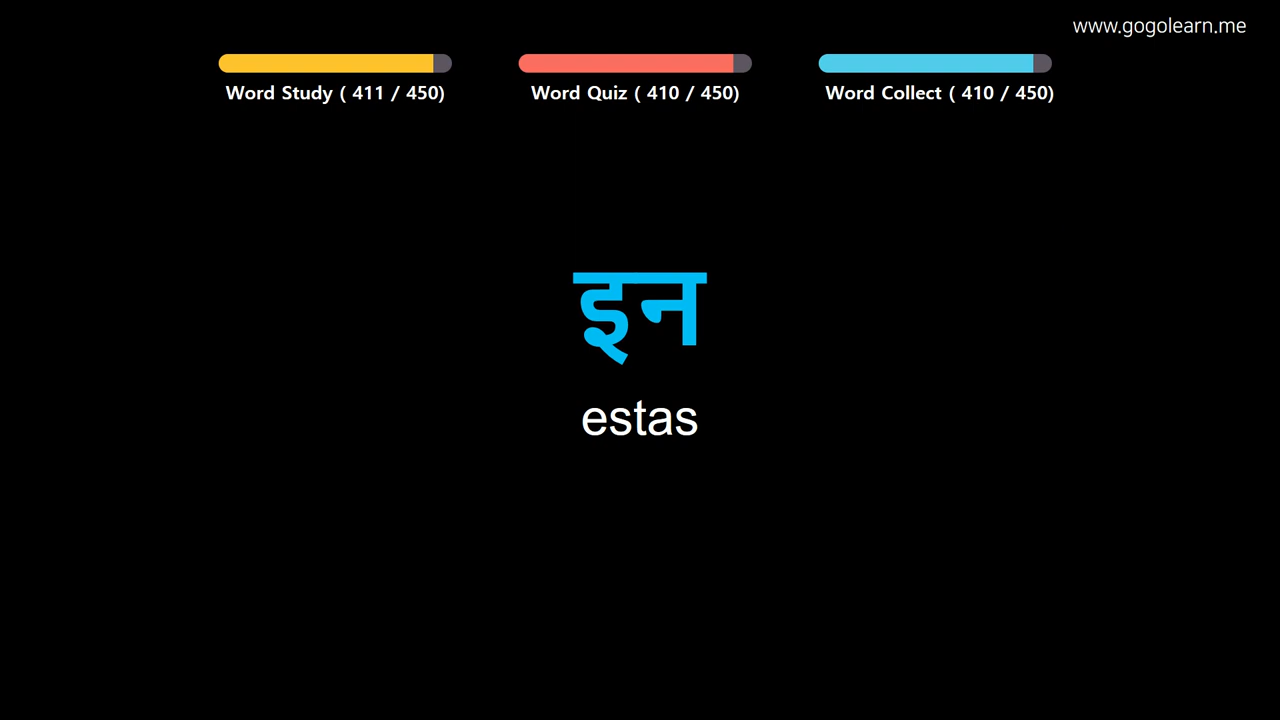 www.gogolearn.me
Word Study ( 411 / 450)
Word Quiz ( 410 / 450)
Word Collect ( 410 / 450)
इन
estas